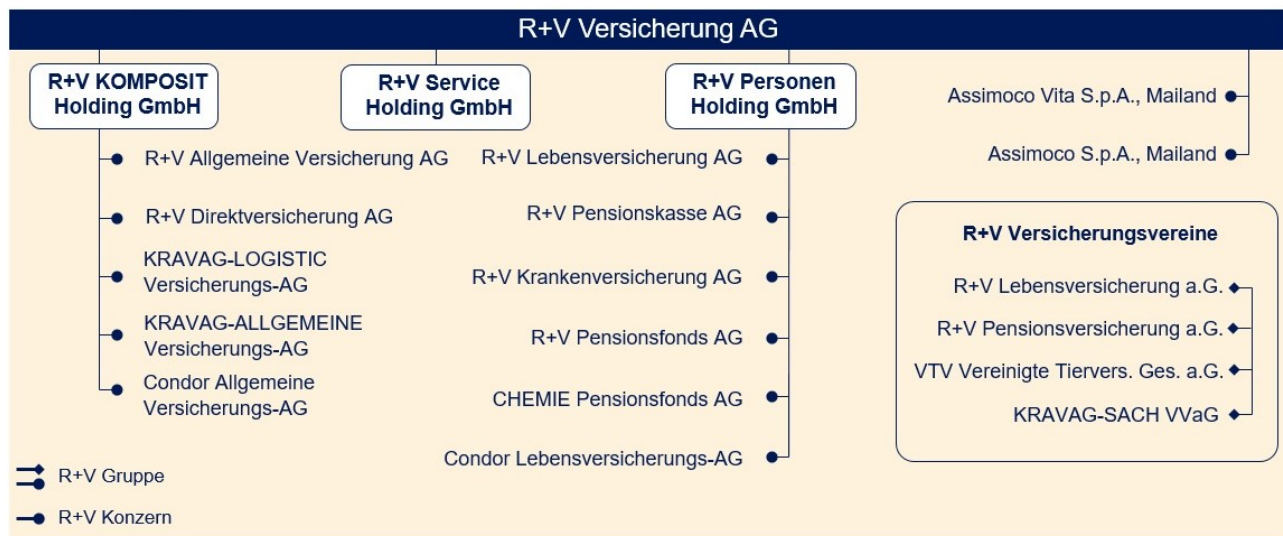 R+V Versicherung AG
R+V KOMPOSIT
Holding GmbH
R+V Allgemeine Versicherung AG
R+V Direktversicherung AG
KRAVAG-LOGISTIC
Versicherungs-AG
KRAVAG-ALLGEMEINE
Versicherungs-AG
Condor Allgemeine
Versicherungs-AG
R+V Service
Holding GmbH
R+V Personen
Holding GmbH
R+V Lebensversicherung AG
R+V Pensionskasse AG
R+V Krankenversicherung AG
R+V Pensionsfonds AG
CHEMIE Pensionsfonds AG
Condor Lebensversicherungs-AG
Assimoco Vita S.p.A., Mailand
Assimoco S.p.A., Mailand
R+V Versicherungsvereine
R+V Lebensversicherung a.G.
R+V Pensionsversicherung a.G.
VTV Vereinigte Tiervers. Ges. a.G.
KRAVAG-SACH VVaG
R+V Gruppe
R+V Konzern